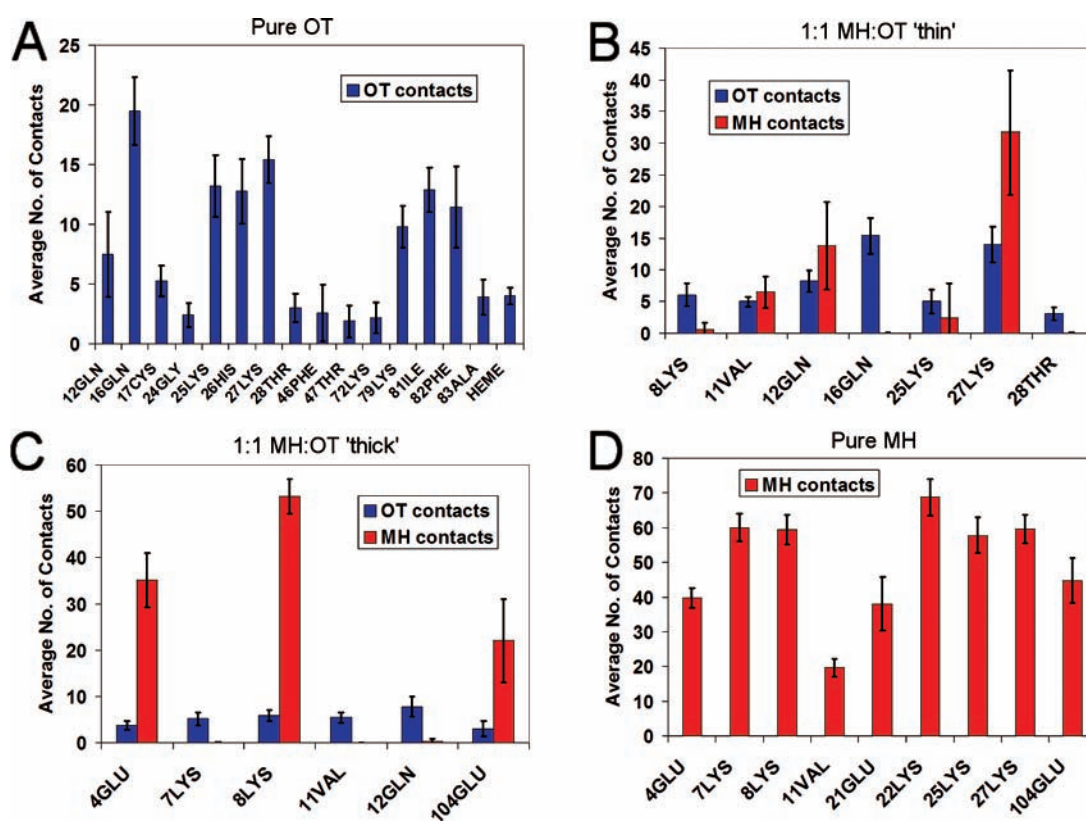 A
Pure OT
Average No. of Contacts
25
20
15
10
5
0
OT contacts
12GLN
16GLN
17CYS
24GLY
25LYS
26HIS
27LYS
28THR
46PHE
47THR
72LYS
79LYS
81ILE
82PHE
83ALA
HEME
B
1:1 MH:OT 'thin'
Average No. of Contacts
45
40
35
30
25
20
15
10
5
0
OT contacts
MH contacts
8LYS
11VAL
12GLN
16GLN
25LYS
27LYS
28THR
C
1:1 MH:OT 'thick'
Average No. of Contacts
60
50
40
30
20
10
0
OT contacts
MH contacts
4GLU
7LYS
8LYS
11VAL
12GLN
104GLU
D
Pure MH
Average No. of Contacts
80
70
60
50
40
30
20
10
0
MH contacts
4GLU
7LYS
8LYS
11VAL
21GLU
22LYS
25LYS
27LYS
104GLU